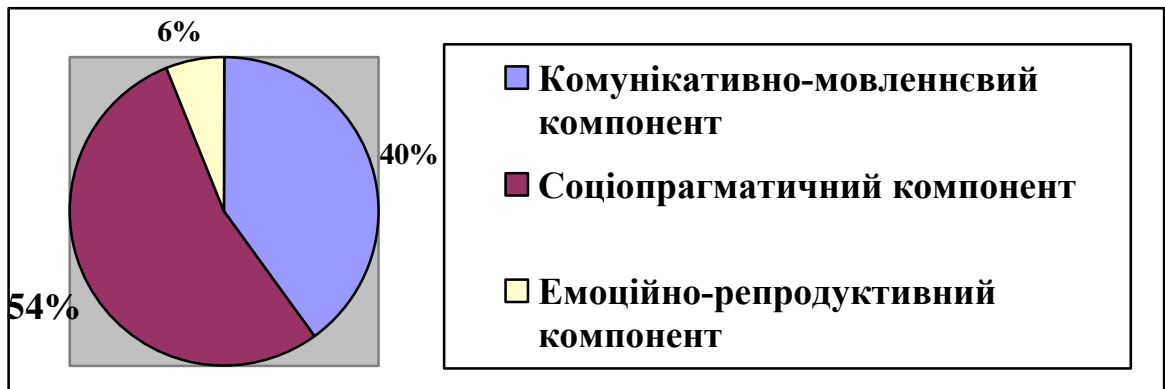 6%
40%
54%
Комунікативно-мовленнєвий
компонент
Соціопрагматичний компонент
Емоційно-репродуктивний
компонент